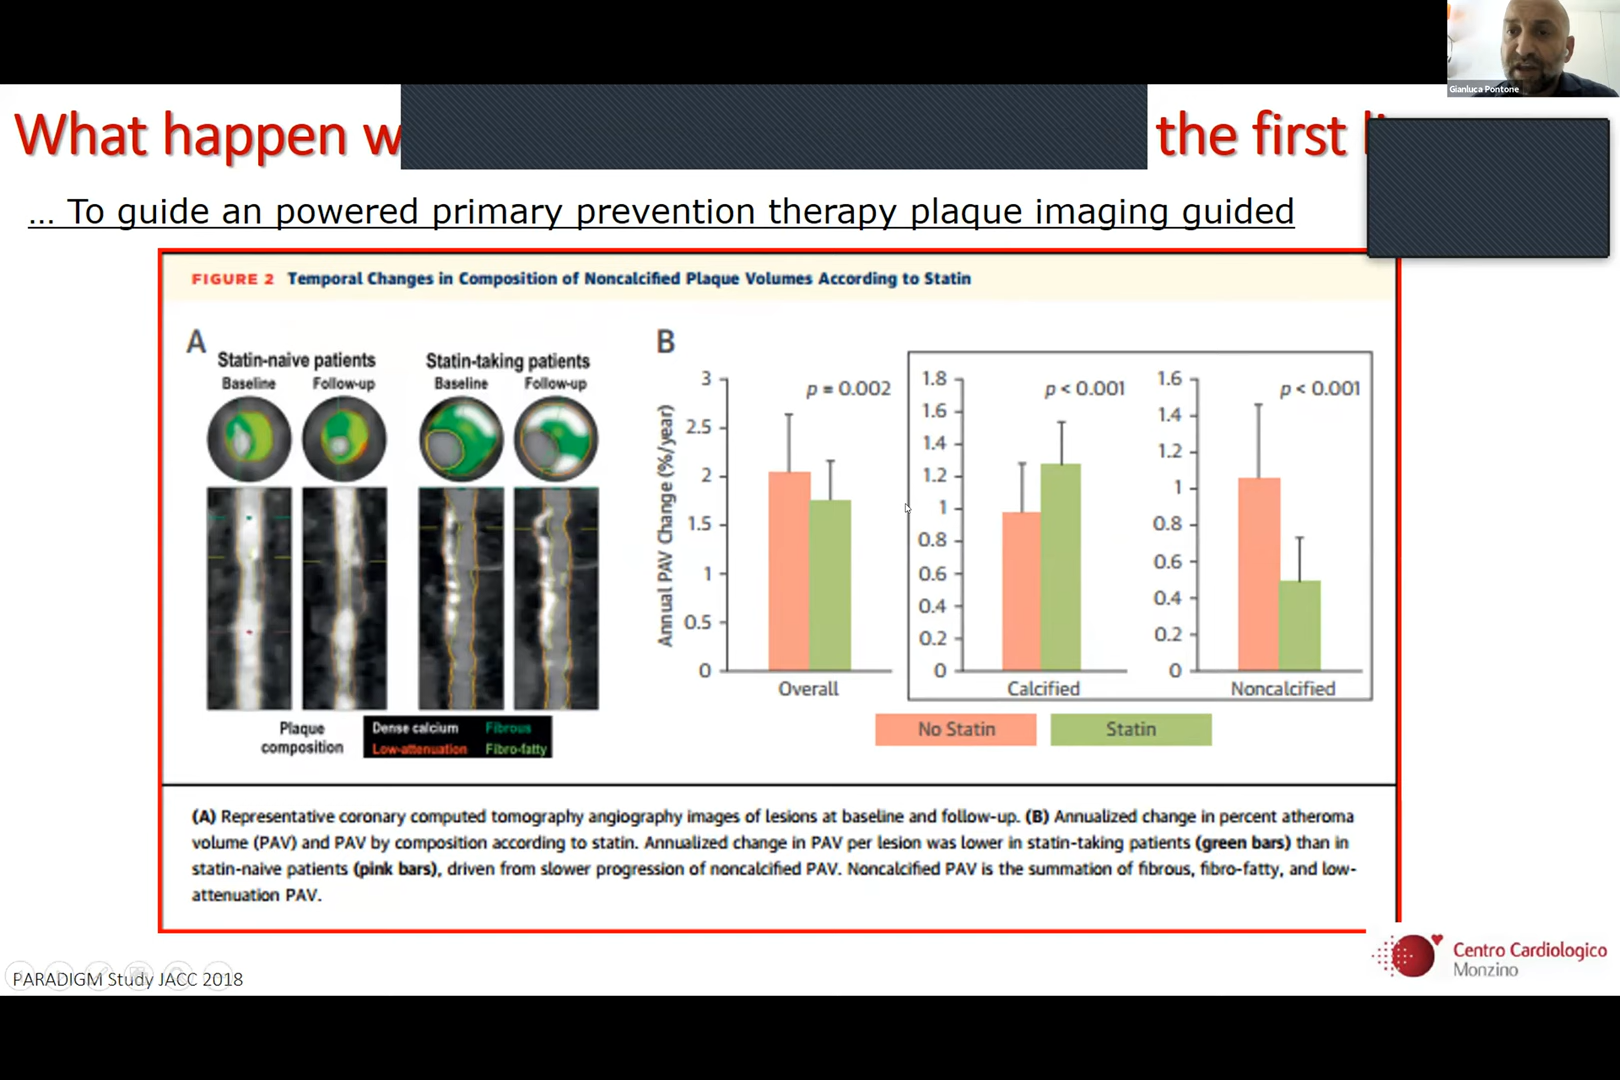 Gianluca Pontone
What happen
the first
... To guide an powered primary prevention therapy plaque imaging guided
FIGURE 2 Temporal Changes in Composition of Noncalcified Plaque Volumes According to Statin
A
Statin-naive patients
Statin-taking patients
Baseline
Follow-up
Baseline
Follow-up
Plaque
composition
Dense calcium
Fibrous
Low-attenuation
Fibro-fatty
B
Annual PAV Change (%/year)
3
2.5
2
1.5
1
0.5
0
p = 0.002
Overall
1.8
1.6
1.4
1.2
1
0.8
0.6
0.4
0.2
0
p < 0.001
Calcified
1.6
1.4
1.2
1
0.8
0.6
0.4
0.2
0
p < 0.001
Noncalcified
No Statin
Statin
(A) Representative coronary computed tomography angiography images of lesions at baseline and follow-up. (B) Annualized change in percent atheroma
volume (PAV) and PAV by composition according to statin. Annualized change in PAV per lesion was lower in statin-taking patients (green bars) than in
statin-naive patients (pink bars), driven from slower progression of noncalcified PAV. Noncalcified PAV is the summation of fibrous, fibro-fatty, and low-
attenuation PAV.
PARADIGM Study JACC 2018
Centro Cardiologico
Monzino